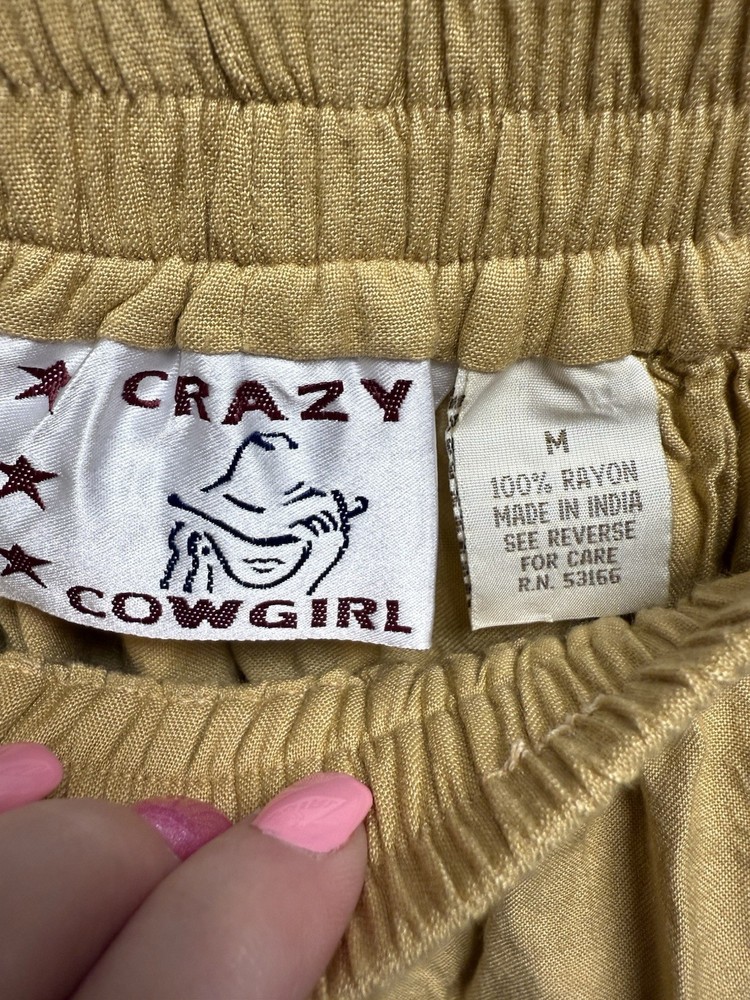 CRAZY
COWGIRL
M
100% RAYON
MADE IN INDIA
SEE REVERSE
FOR CARE
R.N. 53166